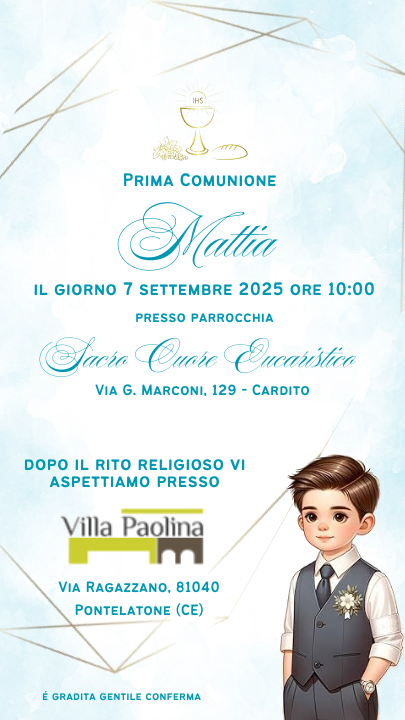 IHS
Prima Comunione
Mattia
il giorno 7 settembre 2025 ore 10:00
presso parrocchia
Sacro Cuore Eucaristico
Via G. Marconi, 129 - Cardito
dopo il rito religioso vi
aspettiamo presso
Villa Paolina
Via Ragazzano, 81040
Pontelatone (CE)
É gradita gentile conferma